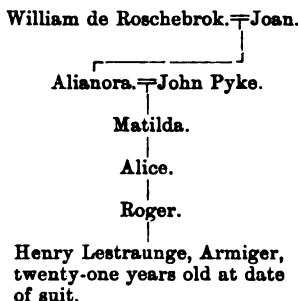 William de Roschebrok.=Joan.
Alianora.=John Pyke.
Matilda.
Alice.
Roger.
Henry Lestraunge, Armiger,
twenty-one years old at date
of suit.